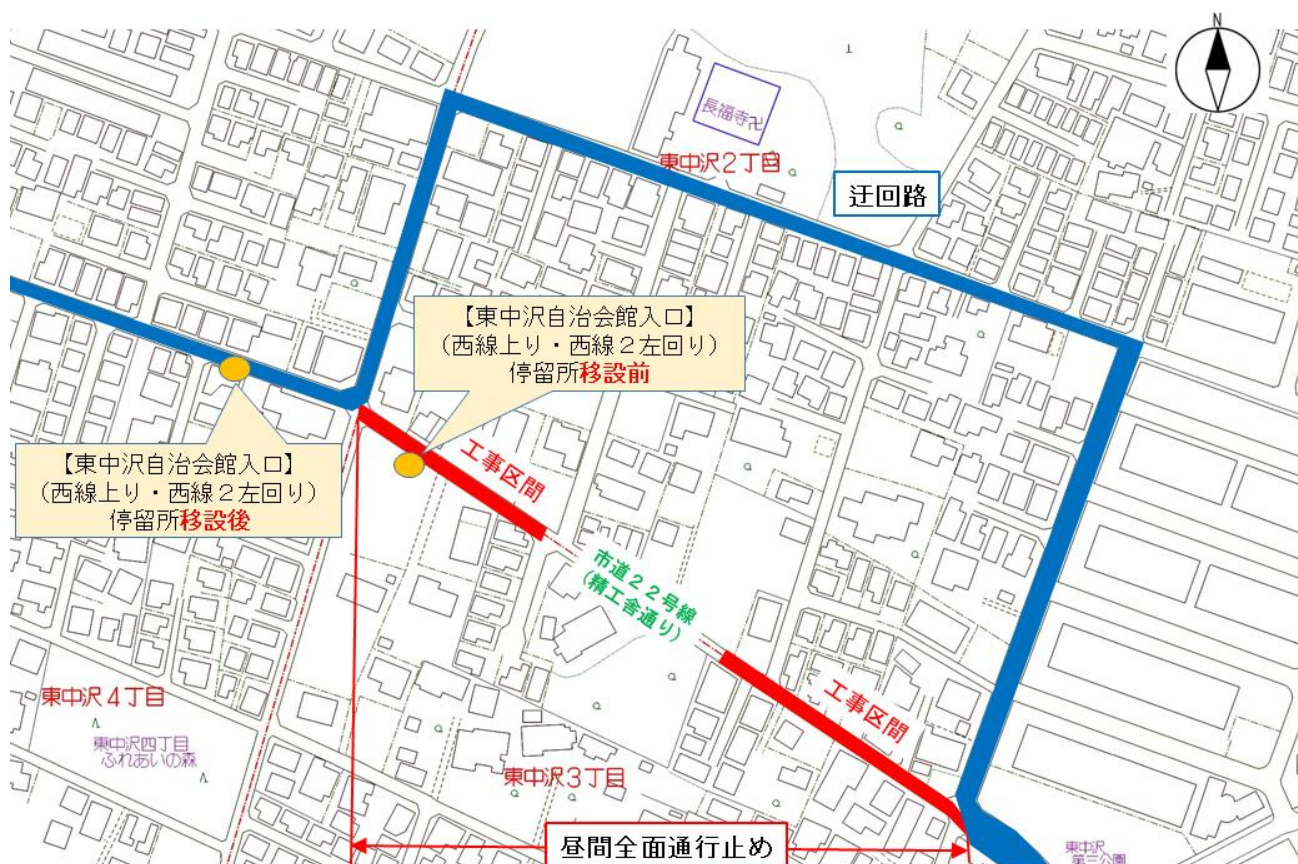 N
長福寺卍
東中沢2丁目
迂回路
【東中沢自治会館入口】
（西線上り・西線２左回り）
停留所移設前
【東中沢自治会館入口】
（西線上り・西線２左回り）
停留所移設後
工事区間
市道２２号線
（精工舎通り）
工事区間
東中沢4丁目
東中沢四丁目
ふれあいの森
東中沢3丁目
昼間全面通行止め
東中沢
第三公園